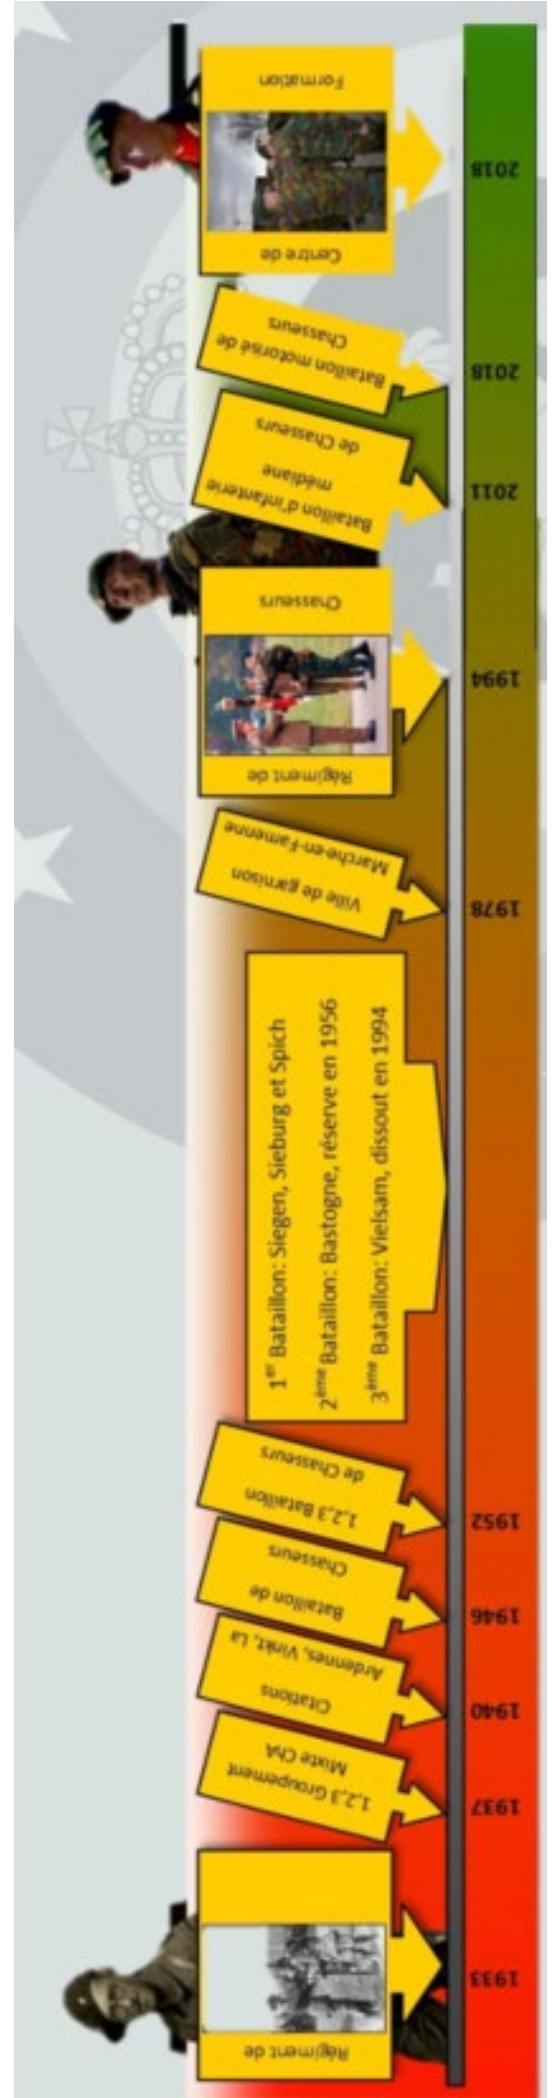 Régiment de
1933
1,2,3 Groupement
Mixte ChA
1937
Citations
Ardennes, Vinkt, La
1940
Bataillon de
Chasseurs
1946
1,2,3 Bataillon
de Chasseurs
1952
1er Bataillon: Siegen, Sieburg et Spich
2ème Bataillon: Bastogne, réserve en 1956
3ème Bataillon: Vielsam, dissout en 1994
Ville de garnison
Marche-en-Famenne
1978
Régiment de
Chasseurs
1994
Bataillon d'infanterie
médiane
de Chasseurs
2011
Bataillon motorisé de
Chasseurs
2018
Centre de
Formation
2018